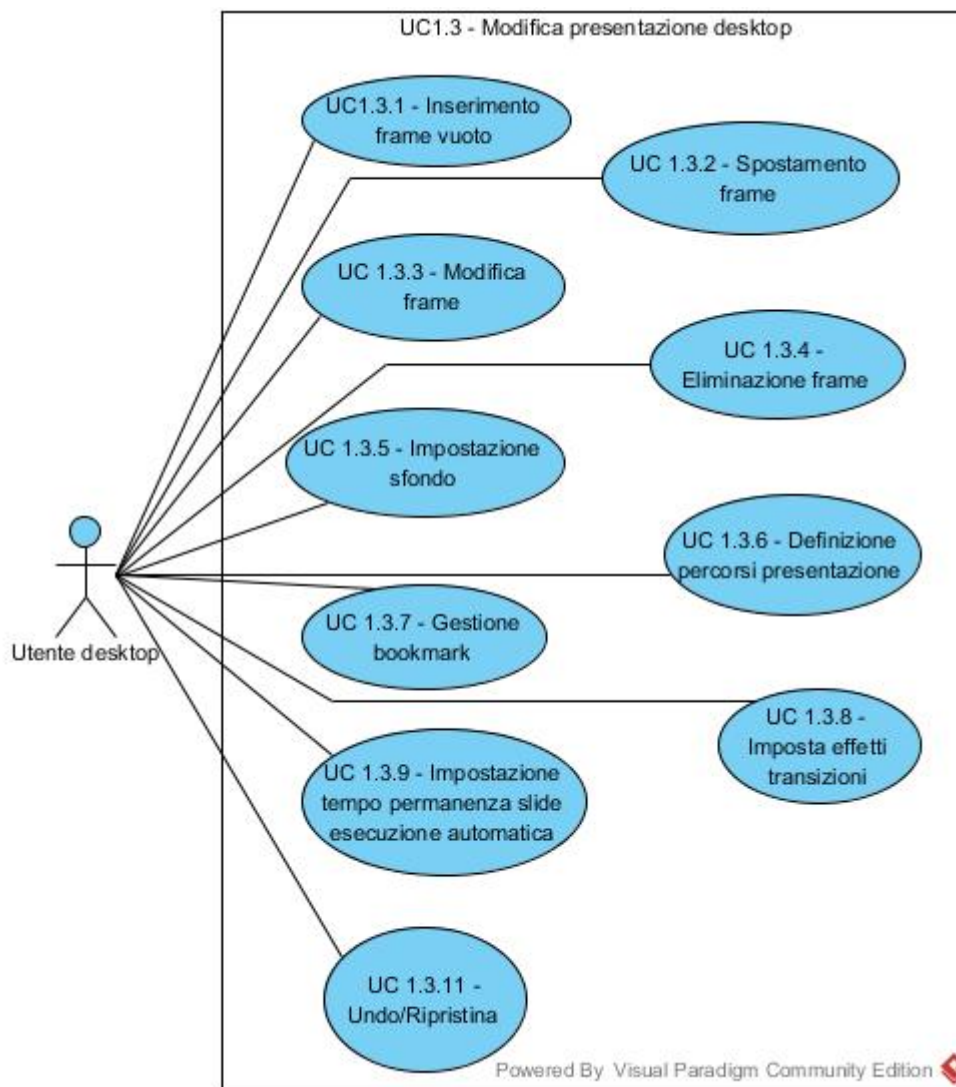 UC1.3 - Modifica presentazione desktop
UC1.3.1 - Inserimento
frame vuoto
UC 1.3.2 - Spostamento
frame
UC 1.3.3 - Modifica
frame
UC 1.3.4 -
Eliminazione frame
UC 1.3.5 - Impostazione
sfondo
UC 1.3.6 - Definizione
percorsi presentazione
Utente desktop
UC 1.3.7 - Gestione
bookmark
UC 1.3.8 -
Imposta effetti
transizioni
UC 1.3.9 - Impostazione
tempo permanenza slide
esecuzione automatica
UC 1.3.11 -
Undo/Ripristina
Powered By Visual Paradigm Community Edition